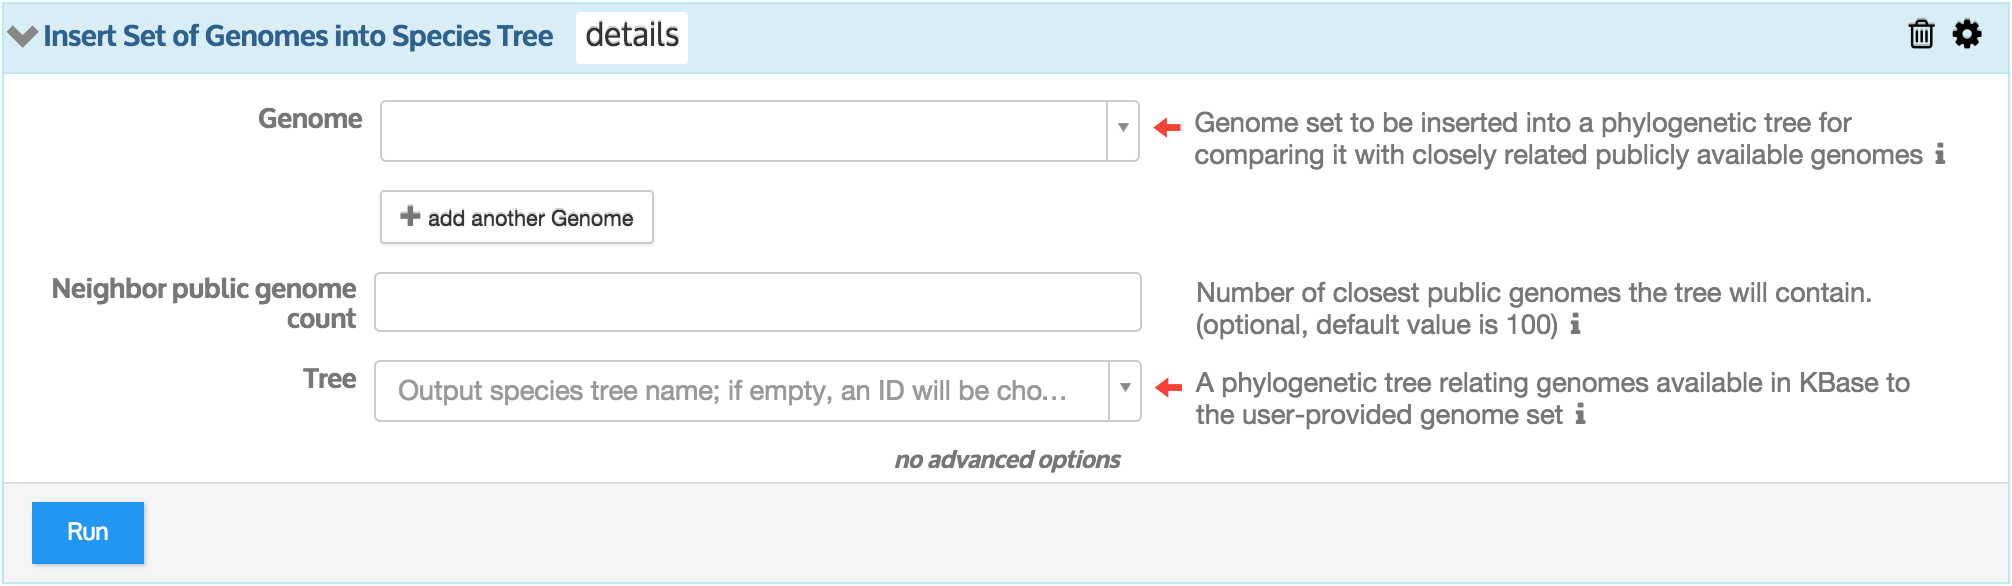 Insert Set of Genomes into Species Tree details
Genome
Genome set to be inserted into a phylogenetic tree for
comparing it with closely related publicly available genomes
add another Genome
Neighbor public genome
count
Number of closest public genomes the tree will contain.
(optional, default value is 100)
Tree
Output species tree name; if empty, an ID will be cho...
A phylogenetic tree relating genomes available in KBase to
the user-provided genome set
no advanced options
Run